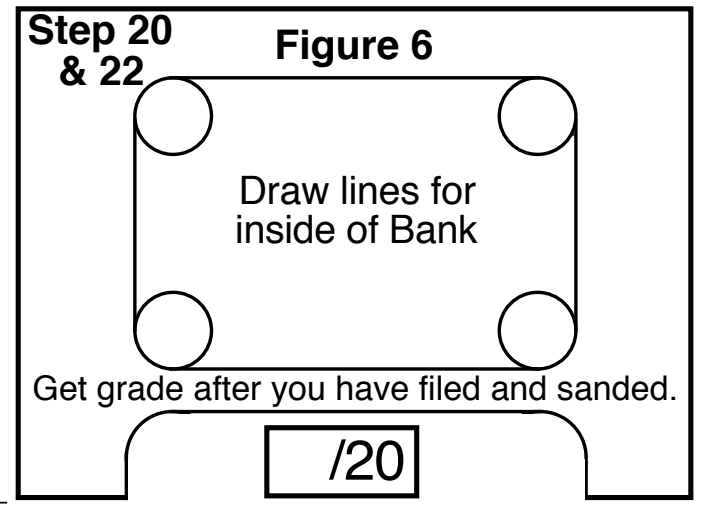 Step 20
& 22
Figure 6
Draw lines for
inside of Bank
Get grade after you have filed and sanded.
/20